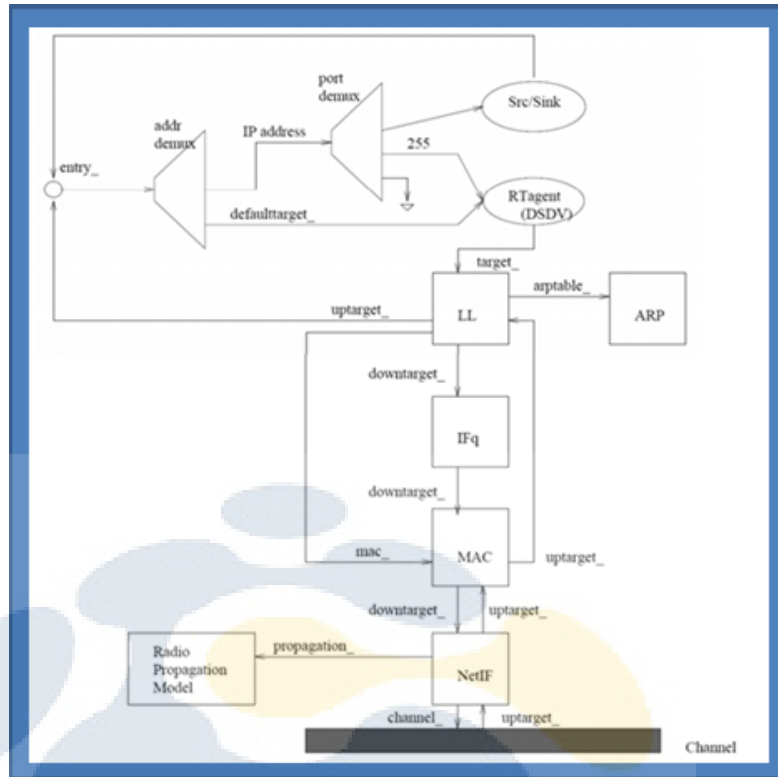 port
demux
Src/Sink
addr
demux
IP address
255
entry_
RTagent
(DSDV)
defaulttarget_
target_
arptable_
uptarget_
LL
ARP
downtarget_
IFq
downtarget_
mac_
MAC
uptarget_
downtarget_
uptarget_
Radio
Propagation
Model
propagation_
NetIF
channel_
uptarget_
Channel